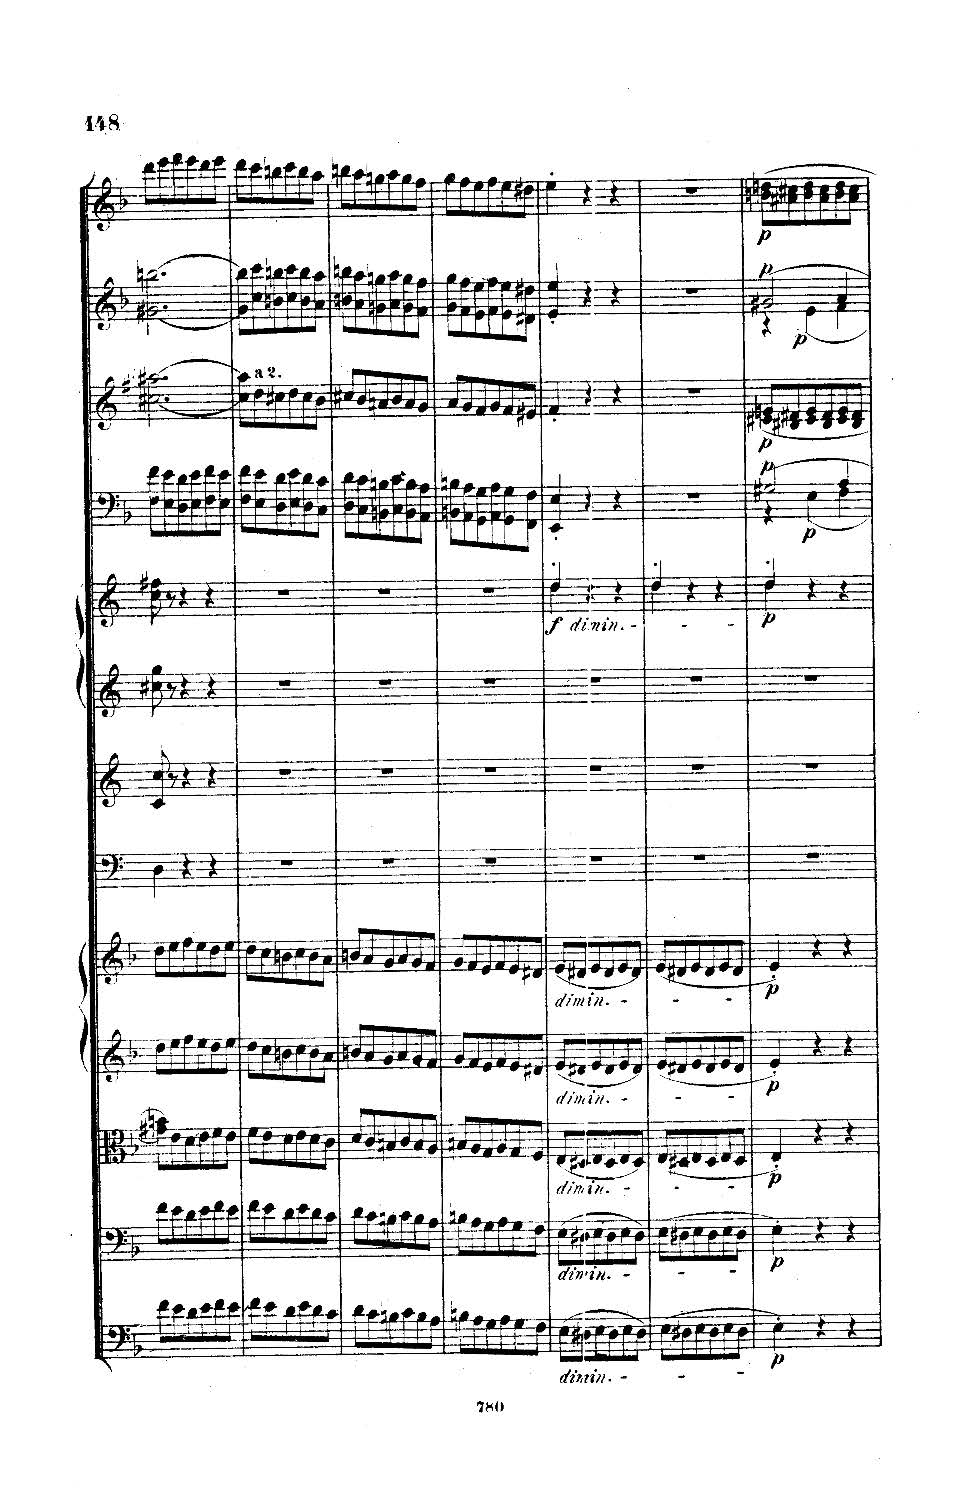 148
p
p
p
a 2.
p
p
p
f dimin. - - -
p
dimin. - - - -
p
dimin. - - - -
p
dimin. - - - -
p
dimin. - - - -
p
dimin. - - -
p
780